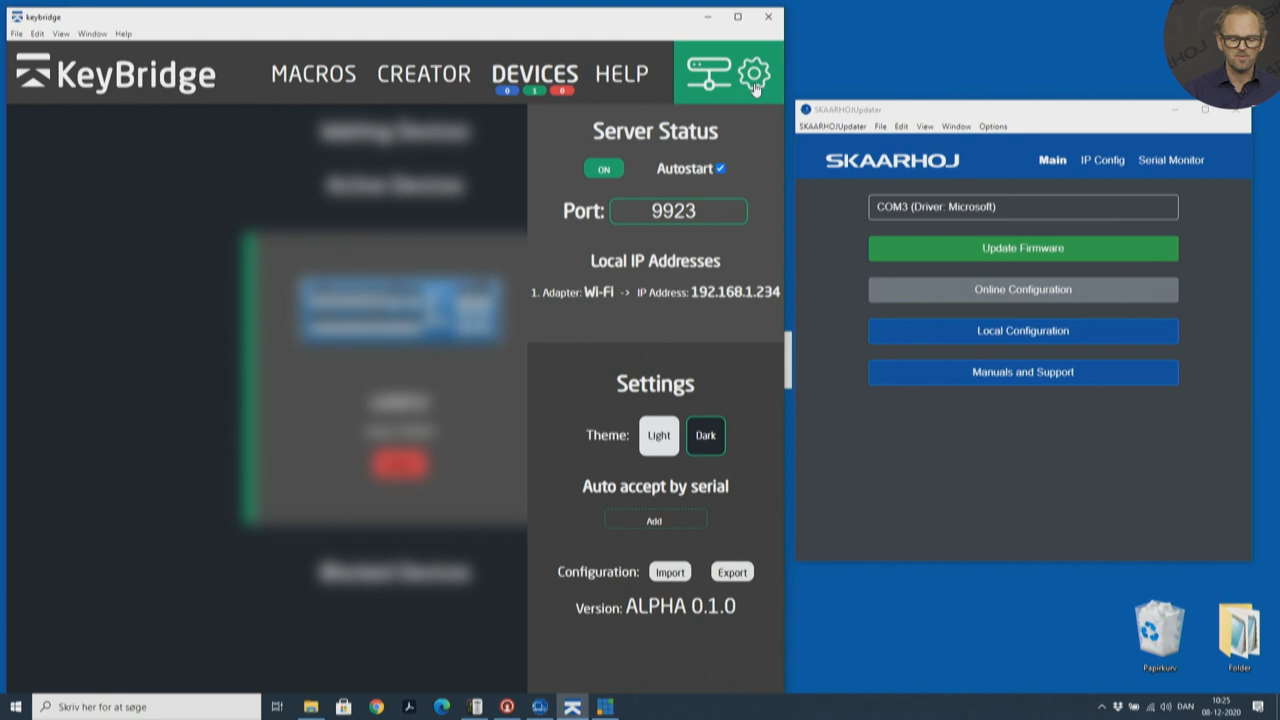 keybridge
File Edit View Window Help
KeyBridge
MACROS CREATOR DEVICES HELP
0 1 0
Server Status
ON Autostart
Port: 9923
Local IP Addresses
1. Adapter: Wi-Fi -> IP Address: 192.168.1.234
Settings
Theme: Light Dark
Auto accept by serial
Add
Configuration: Import Export
Version: ALPHA 0.1.0
SKAARHOJUpdater
SKAARHOJUpdater File Edit View Window Options
SKAARHOJ Main IP Config Serial Monitor
COM3 (Driver: Microsoft)
Update Firmware
Online Configuration
Local Configuration
Manuals and Support
Papirkurv Folder
Skriv her for at søge
DAN
10:25
08-12-2020